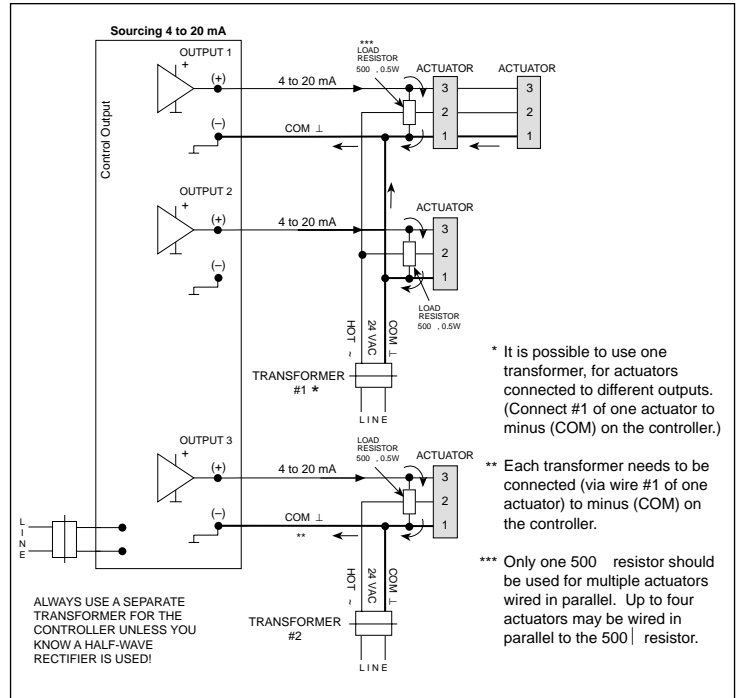 Sourcing 4 to 20 mA
Control Output
OUTPUT 1
+
(+)
4 to 20 mA
***
LOAD
RESISTOR
500 , 0.5W
ACTUATOR
ACTUATOR
3
2
1
3
2
1
(–)
COM ⊥
OUTPUT 2
+
(+)
4 to 20 mA
ACTUATOR
3
2
1
(–)
LOAD
RESISTOR
500 , 0.5W
HOT ~
24 VAC
COM ⊥
TRANSFORMER
#1 *
LINE
OUTPUT 3
+
(+)
4 to 20 mA
LOAD
RESISTOR
500 , 0.5W
ACTUATOR
3
2
1
(–)
COM ⊥
**
HOT ~
24 VAC
COM ⊥
TRANSFORMER
#2
LINE
LINE
ALWAYS USE A SEPARATE
TRANSFORMER FOR THE
CONTROLLER UNLESS YOU
KNOW A HALF-WAVE
RECTIFIER IS USED!
* It is possible to use one
transformer, for actuators
connected to different outputs.
(Connect #1 of one actuator to
minus (COM) on the controller.)
** Each transformer needs to be
connected (via wire #1 of one
actuator) to minus (COM) on
the controller.
*** Only one 500 resistor should
be used for multiple actuators
wired in parallel. Up to four
actuators may be wired in
parallel to the 500 | resistor.